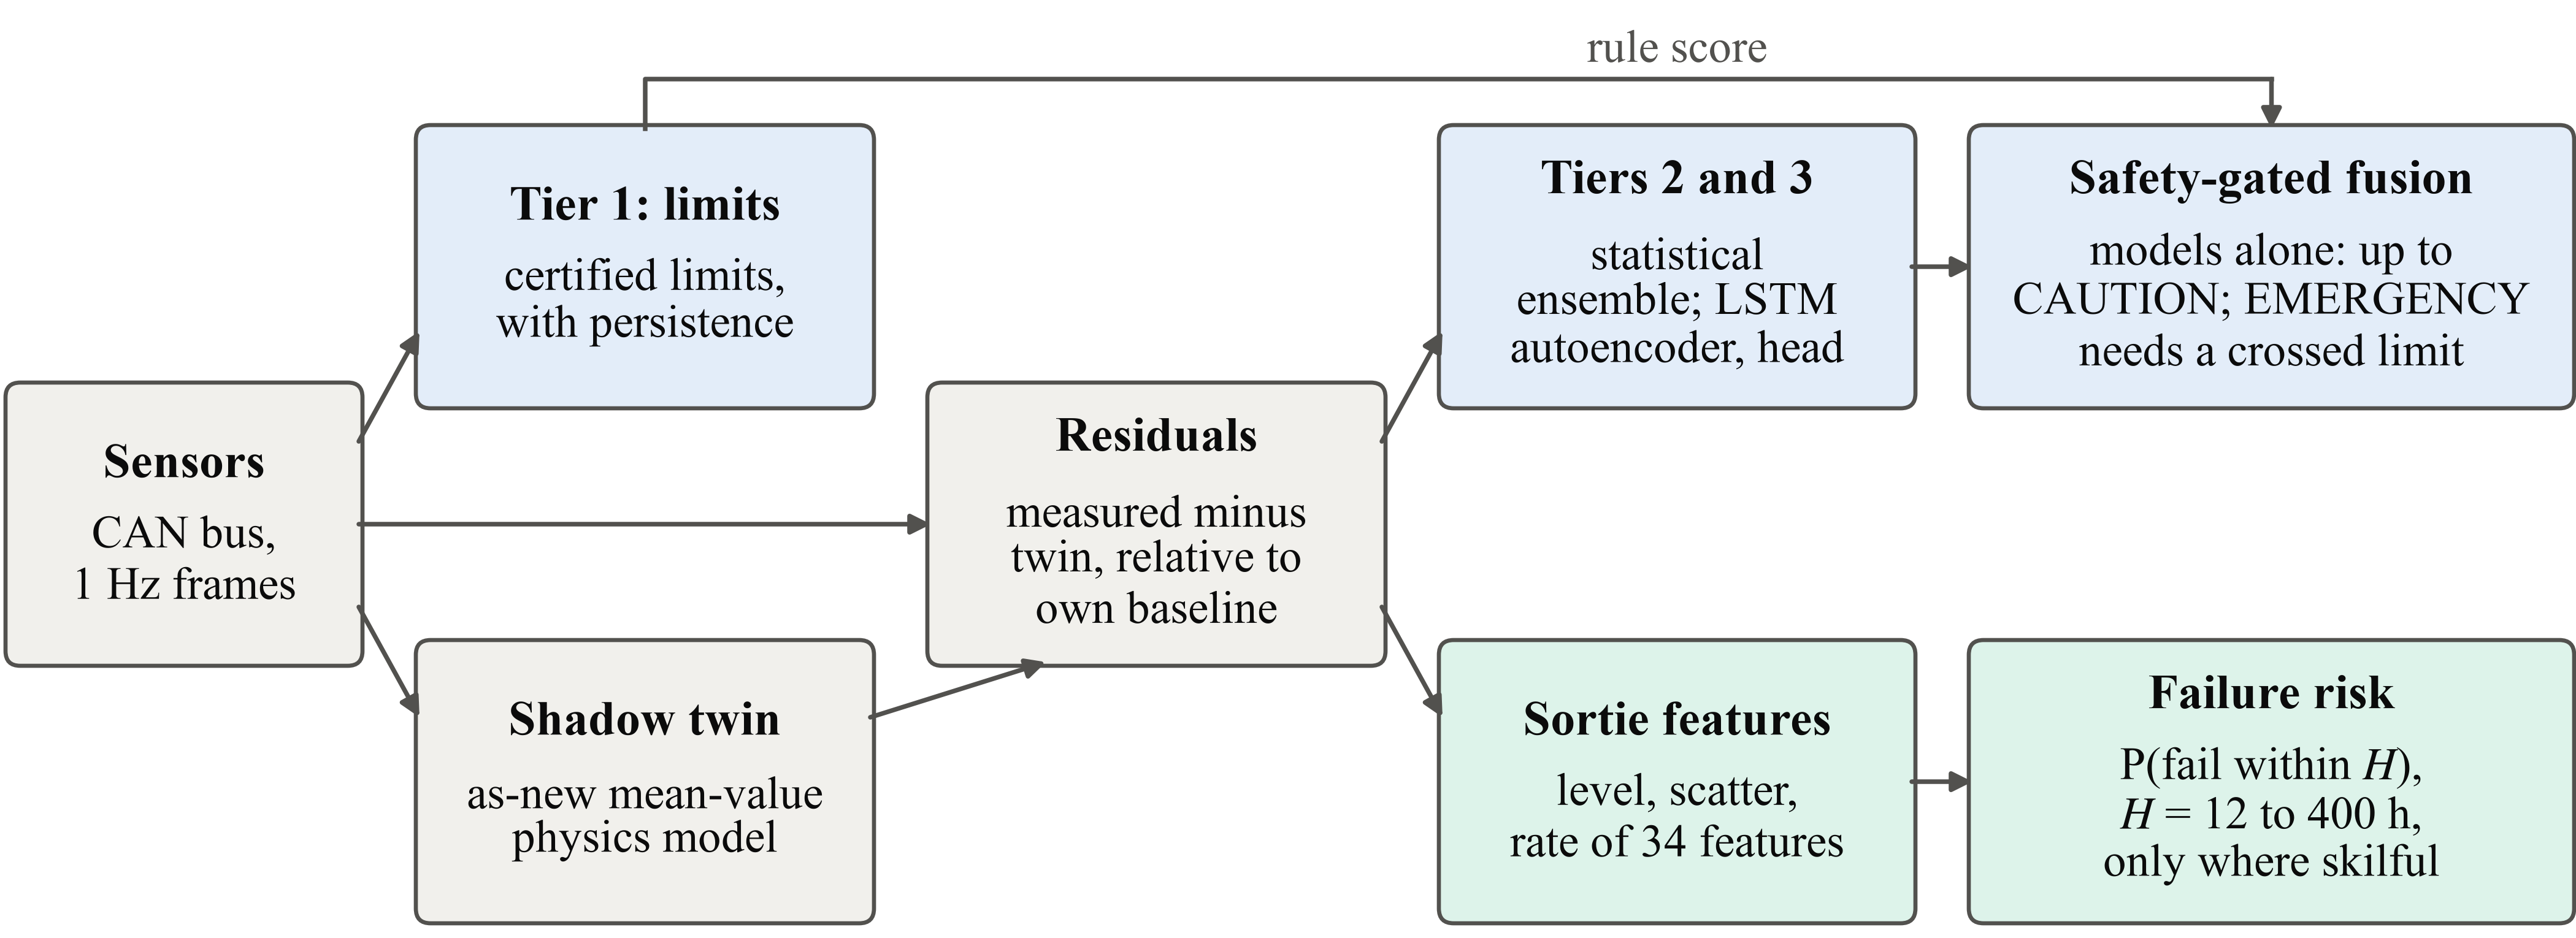 rule score
Tier 1: limits
certified limits,
with persistence
Tiers 2 and 3
statistical
ensemble; LSTM
autoencoder, head
Safety-gated fusion
models alone: up to
CAUTION; EMERGENCY
needs a crossed limit
Sensors
CAN bus,
1 Hz frames
Residuals
measured minus
twin, relative to
own baseline
Shadow twin
as-new mean-value
physics model
Sortie features
level, scatter,
rate of 34 features
Failure risk
P(fail within H),
H = 12 to 400 h,
only where skilful